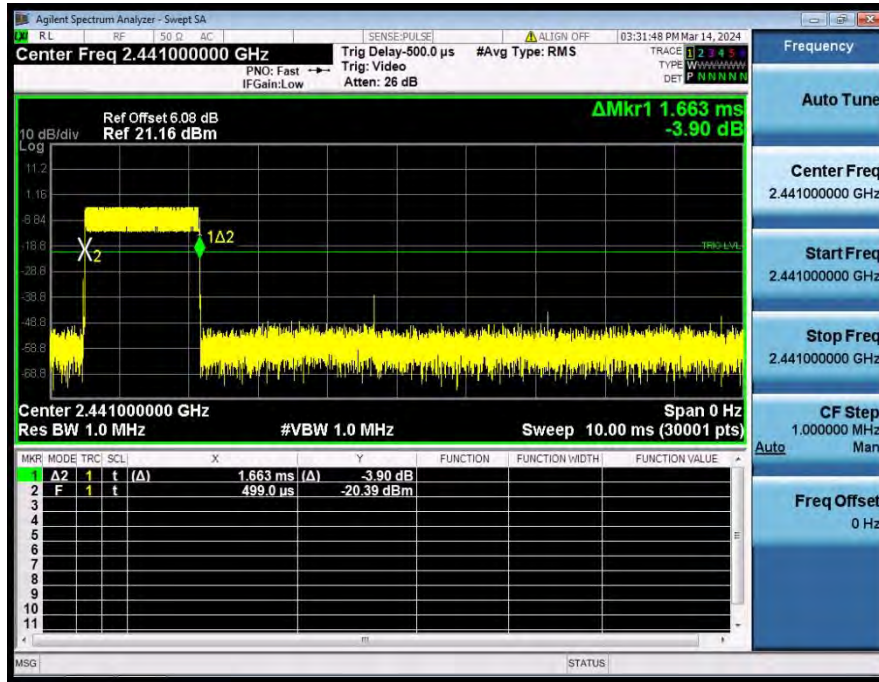 Agilent Spectrum Analyzer - Swept SA
LXI RL RF 50 Ω AC SENSE:PULSE ALIGN OFF 03:31:48 PM Mar 14, 2024
Center Freq 2.441000000 GHz
PNO: Fast
IFGain:Low
Trig Delay-500.0 µs
Trig: Video
Atten: 26 dB
#Avg Type: RMS
TRACE 1 2 3 4 5 6
TYPE WWWWWW
DET P N N N N N
Ref Offset 6.08 dB
10 dB/div Ref 21.16 dBm
Log
ΔMkr1 1.663 ms
-3.90 dB
11.2
1.16
-8.84
-18.8
-28.8
-38.8
-48.8
-58.8
-68.8
2
1Δ2
TRIG LVL
Center 2.441000000 GHz Span 0 Hz
Res BW 1.0 MHz #VBW 1.0 MHz Sweep 10.00 ms (30001 pts)
MKR MODE TRC SCL X Y FUNCTION FUNCTION WIDTH FUNCTION VALUE
1 Δ2 1 t (Δ) 1.663 ms (Δ) -3.90 dB
2 F 1 t 499.0 µs -20.39 dBm
3
4
5
6
7
8
9
10
11
MSG STATUS
Frequency
Auto Tune
Center Freq
2.441000000 GHz
Start Freq
2.441000000 GHz
Stop Freq
2.441000000 GHz
CF Step
1.000000 MHz
Auto Man
Freq Offset
0 Hz